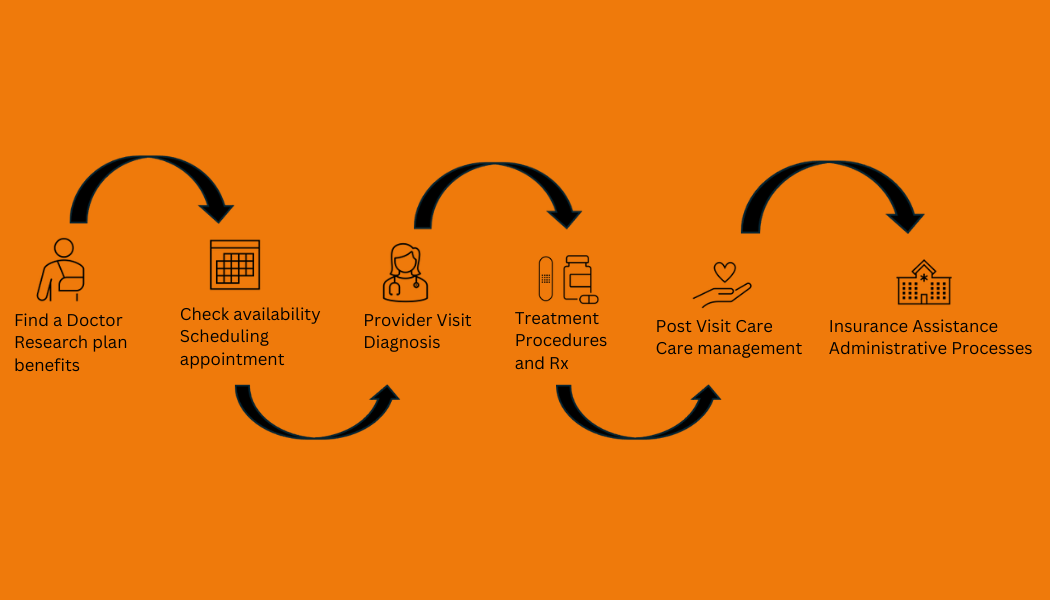 Find a Doctor
Research plan
benefits
Check availability
Scheduling
appointment
Provider Visit
Diagnosis
Treatment
Procedures
and Rx
Post Visit Care
Care management
Insurance Assistance
Administrative Processes